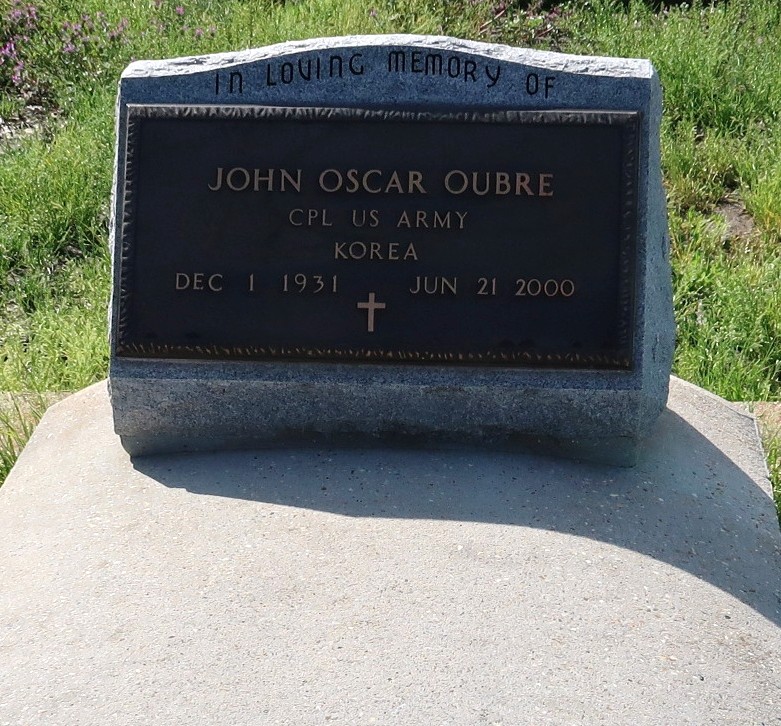 IN LOVING MEMORY OF
JOHN OSCAR OUBRE
CPL US ARMY
KOREA
DEC 1 1931 JUN 21 2000